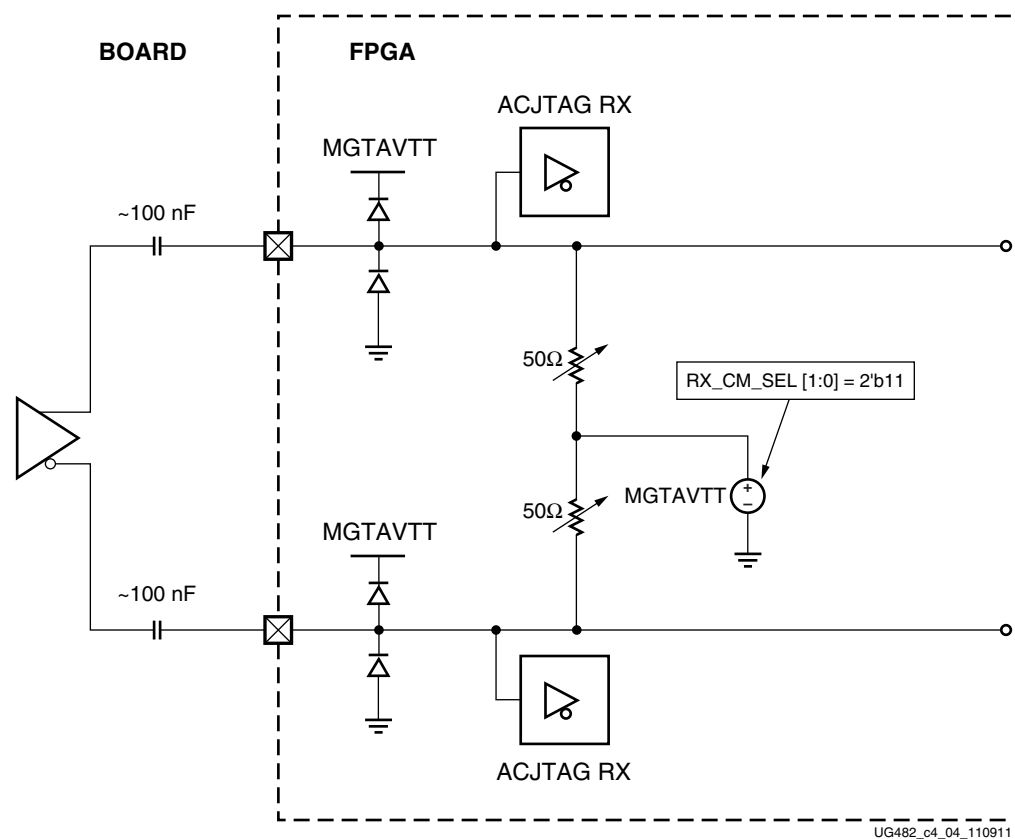 BOARD
FPGA
ACJTAG RX
MGTAVTT
~100 nF
50Ω
RX_CM_SEL [1:0] = 2'b11
50Ω
MGTAVTT
+
–
MGTAVTT
~100 nF
ACJTAG RX
UG482_c4_04_110911